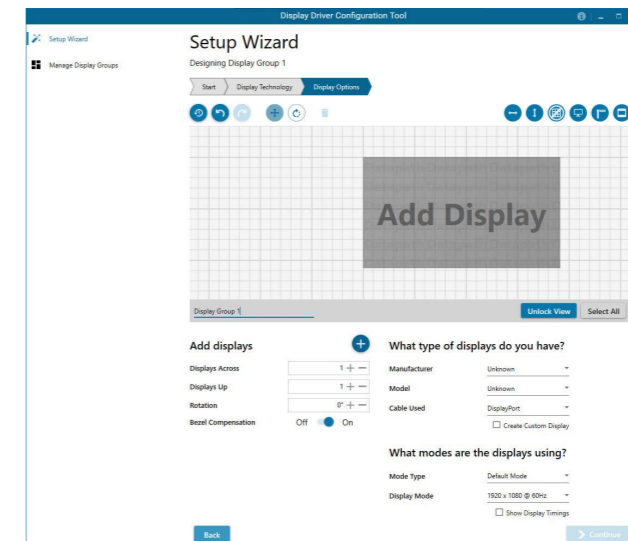 Display Driver Configuration Tool
Setup Wizard
Manage Display Groups
Setup Wizard
Designing Display Group 1
Start Display Technology Display Options
Add Display
Display Group 1
Unlock View Select All
Add displays
Displays Across 1
Displays Up 1
Rotation 0°
Bezel Compensation Off On
What type of displays do you have?
Manufacturer Unknown
Model Unknown
Cable Used DisplayPort
Create Custom Display
What modes are the displays using?
Mode Type Default Mode
Display Mode 1920 x 1080 @ 60Hz
Show Display Timings
Back Continue